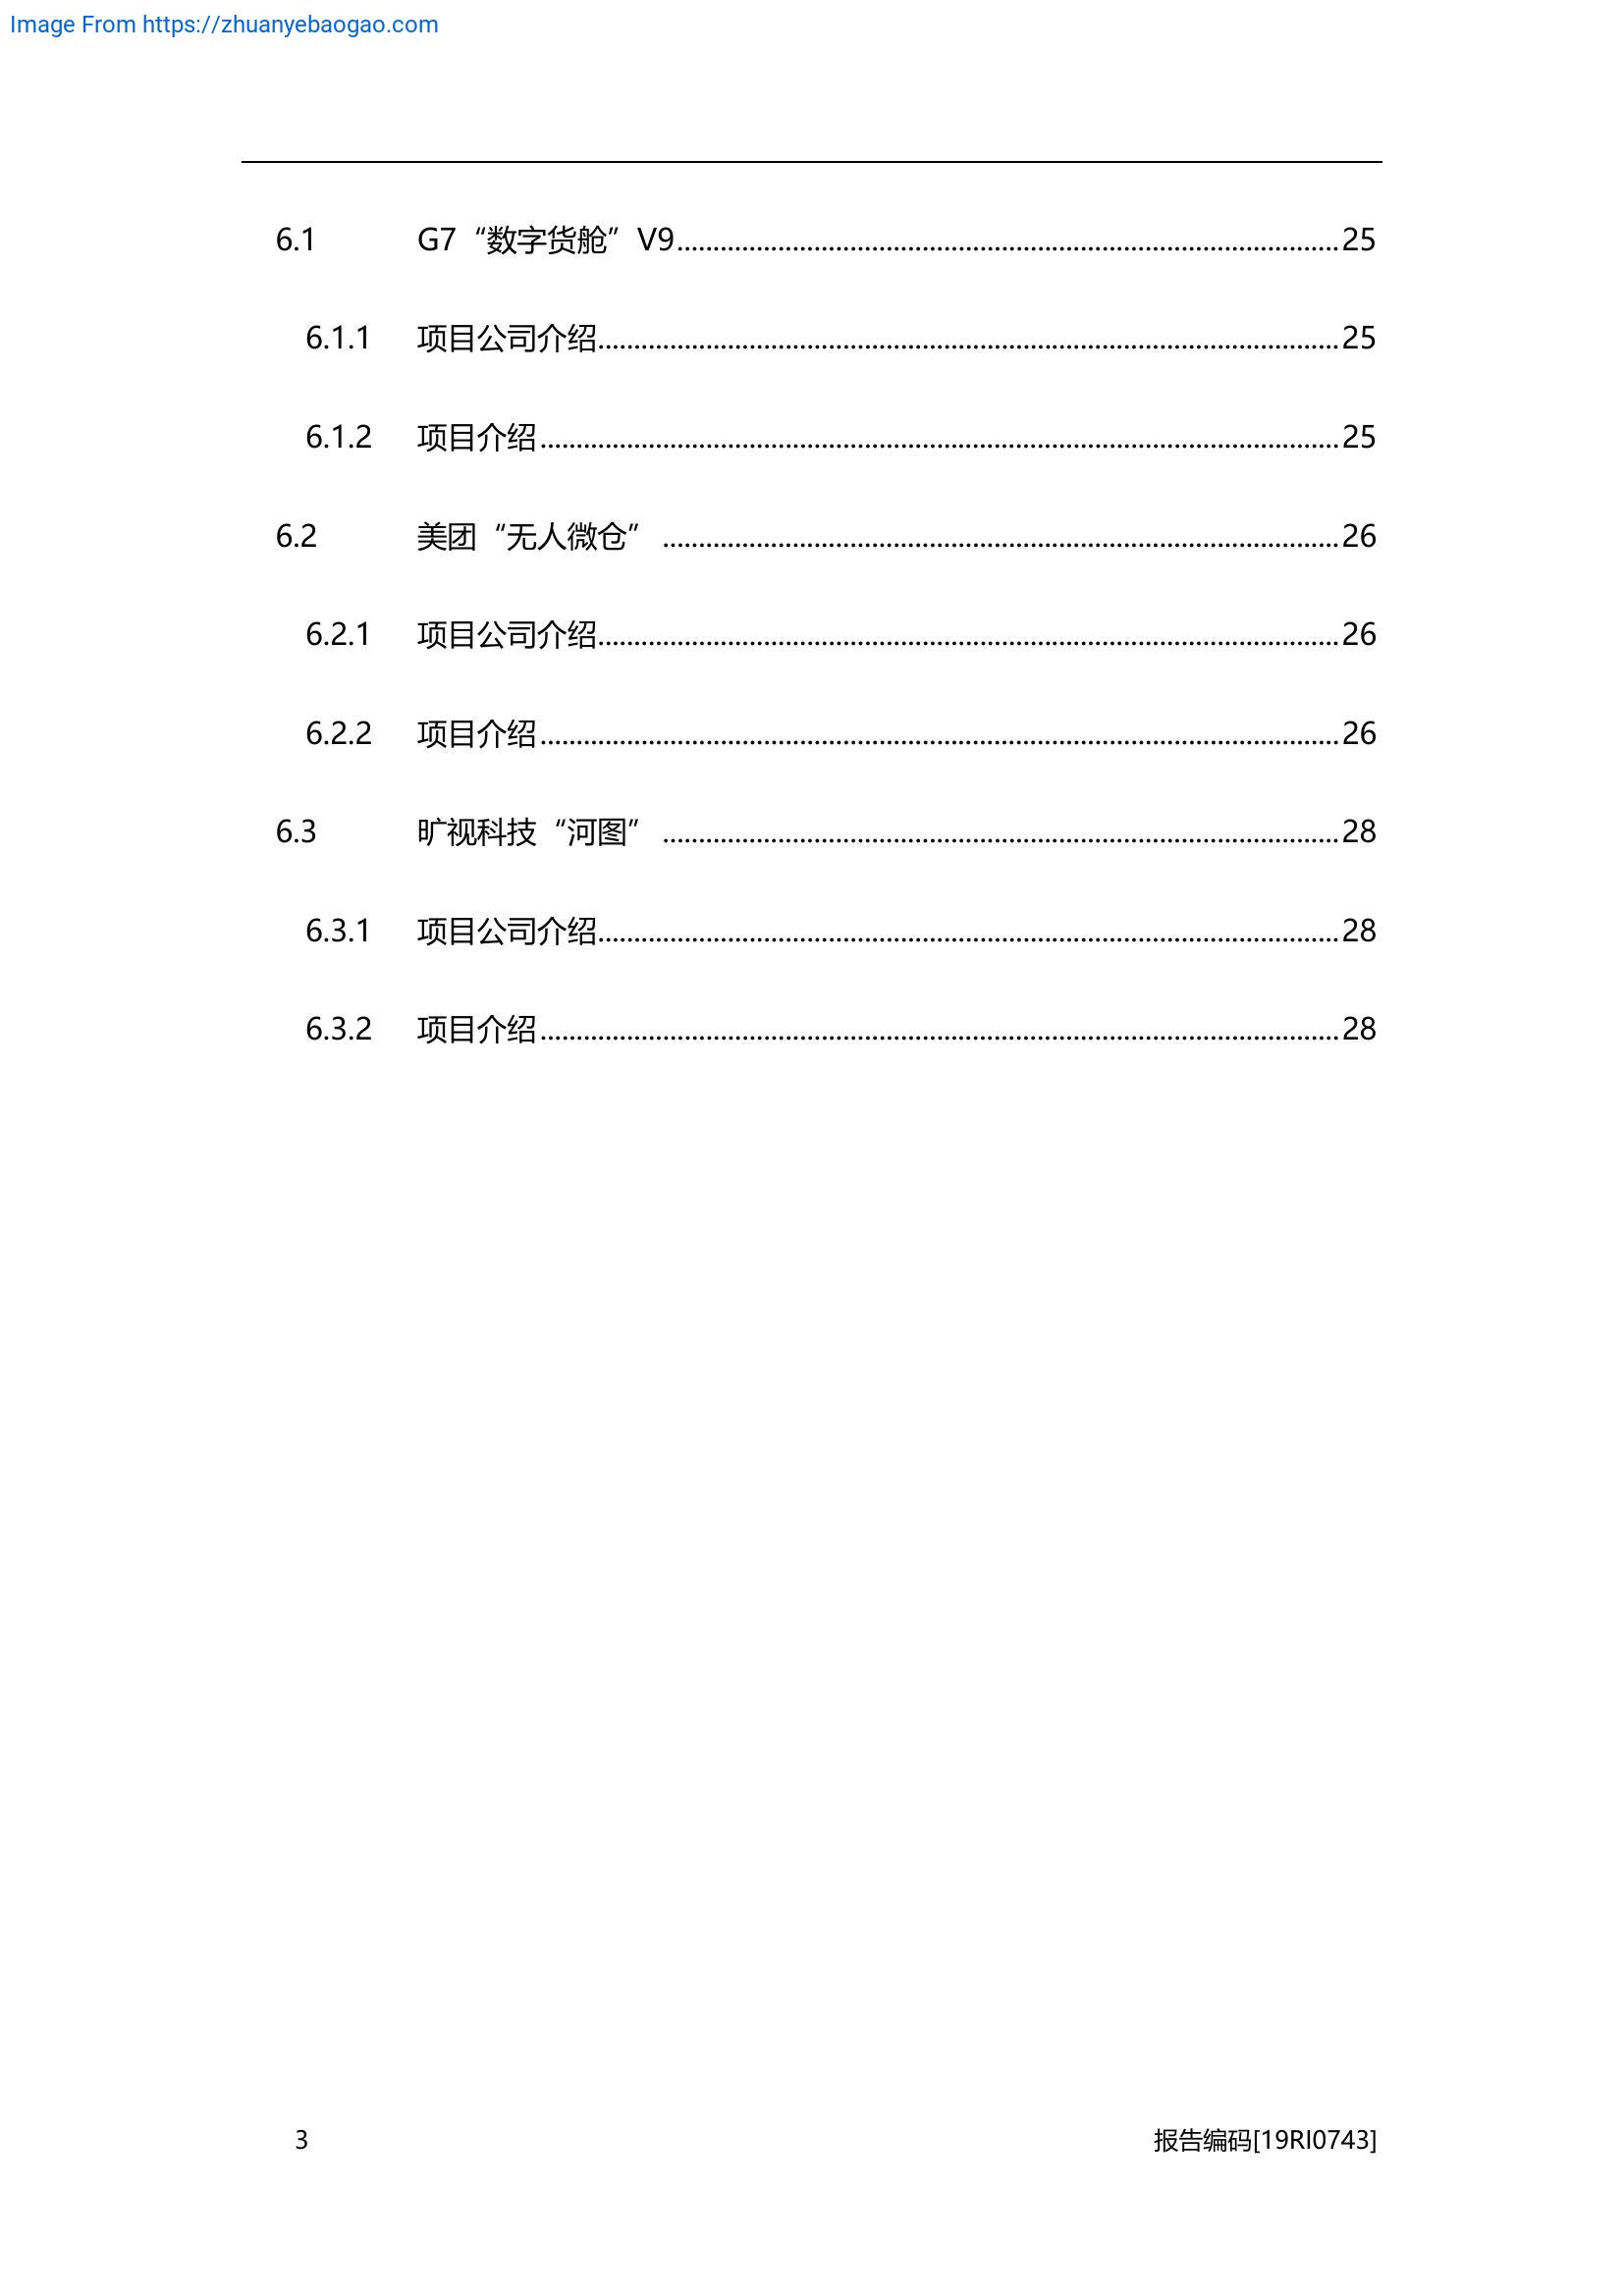 Image From https://zhuanyebaogao.com
6.1 G7“数字货舱”V9........................................25
6.1.1 项目公司介绍........................................25
6.1.2 项目介绍........................................25
6.2 美团“无人微仓” ........................................26
6.2.1 项目公司介绍........................................26
6.2.2 项目介绍........................................26
6.3 旷视科技“河图” ........................................28
6.3.1 项目公司介绍........................................28
6.3.2 项目介绍........................................28
3 报告编码[19RI0743]